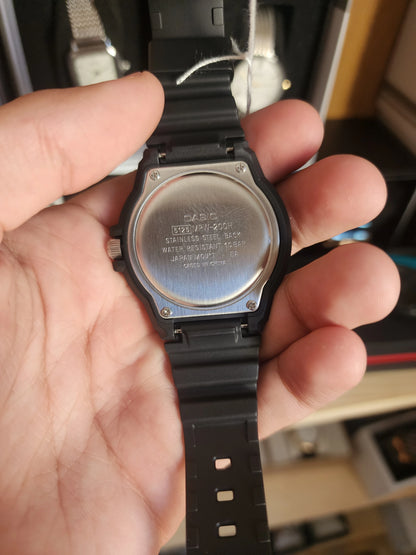 CASIO
5125 MRW-200H
STAINLESS STEEL BACK
WATER RESISTANT 10 BAR
JAPAN MOV'T
CASED IN CHINA